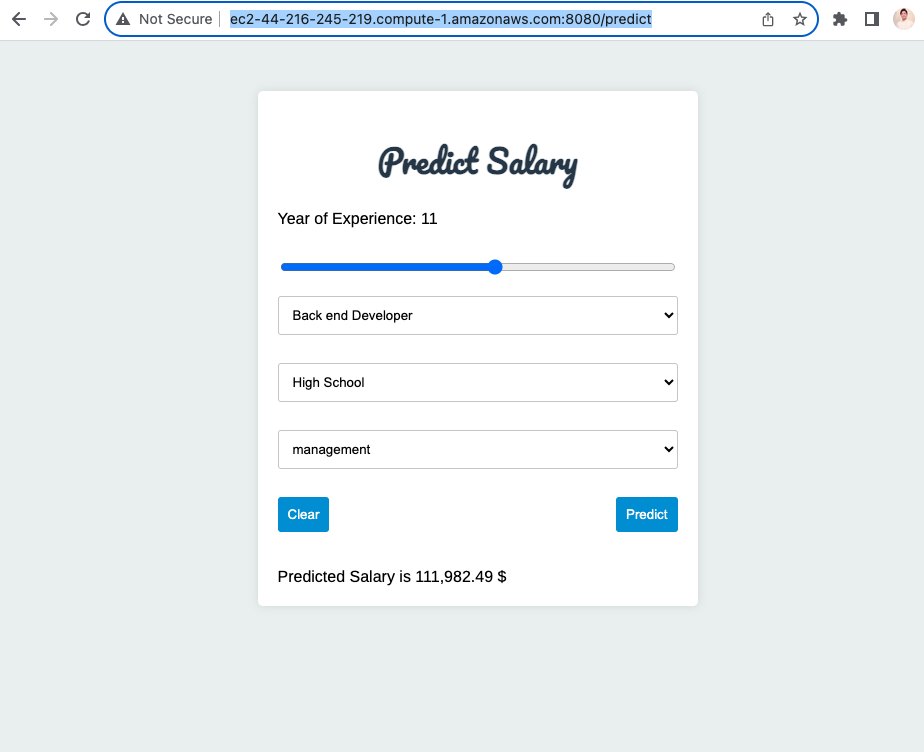 Not Secure ec2-44-216-245-219.compute-1.amazonaws.com:8080/predict
Predict Salary
Year of Experience: 11
Back end Developer
High School
management
Clear Predict
Predicted Salary is 111,982.49 $